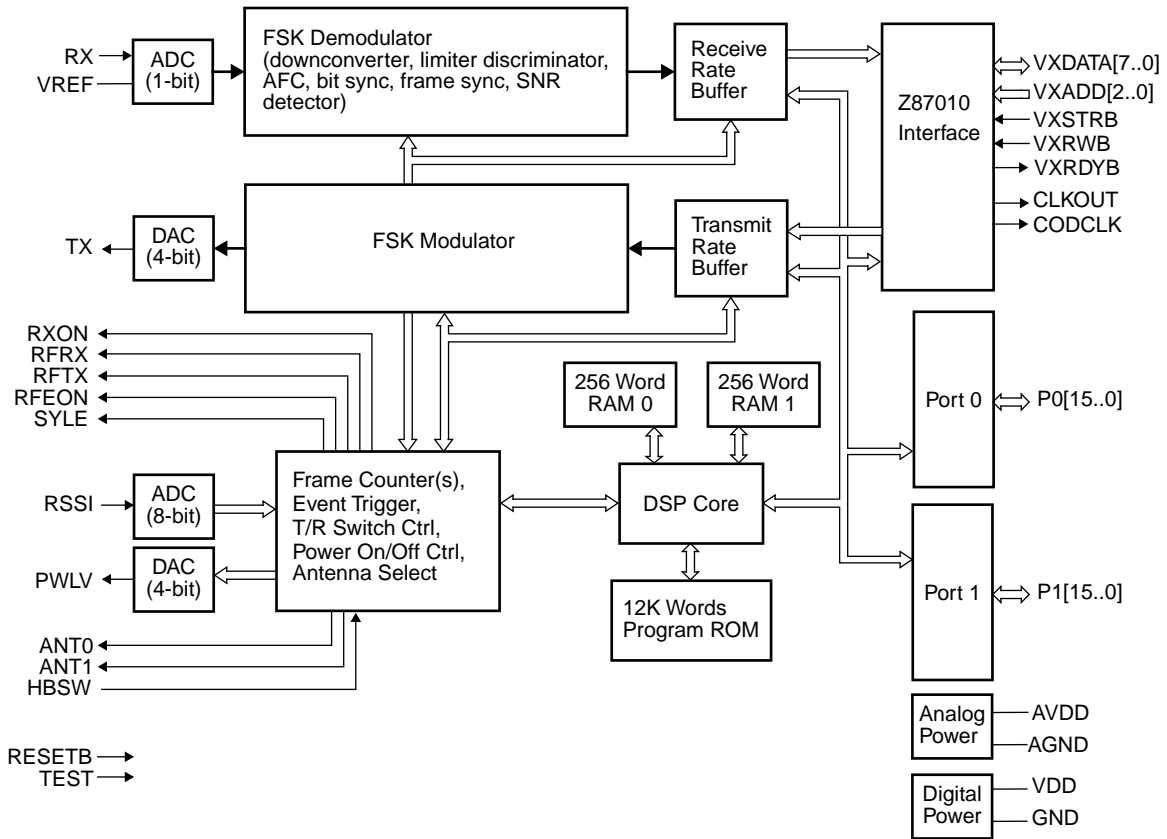 RX
VREF
ADC
(1-bit)
FSK Demodulator
(downconverter, limiter discriminator,
AFC, bit sync, frame sync, SNR
detector)
Receive
Rate
Buffer
Z87010
Interface
VXDATA[7..0]
VXADD[2..0]
VXSTRB
VXRWB
VXRDYB
CLKOUT
CODCLK
TX
DAC
(4-bit)
FSK Modulator
Transmit
Rate
Buffer
RXON
RFRX
RFTX
RFEON
SYLE
256 Word
RAM 0
256 Word
RAM 1
Port 0
P0[15..0]
RSSI
ADC
(8-bit)
Frame Counter(s),
Event Trigger,
T/R Switch Ctrl,
Power On/Off Ctrl,
Antenna Select
DSP Core
PWLV
DAC
(4-bit)
12K Words
Program ROM
Port 1
P1[15..0]
ANT0
ANT1
HBSW
Analog
Power
AVDD
AGND
RESETB
TEST
Digital
Power
VDD
GND